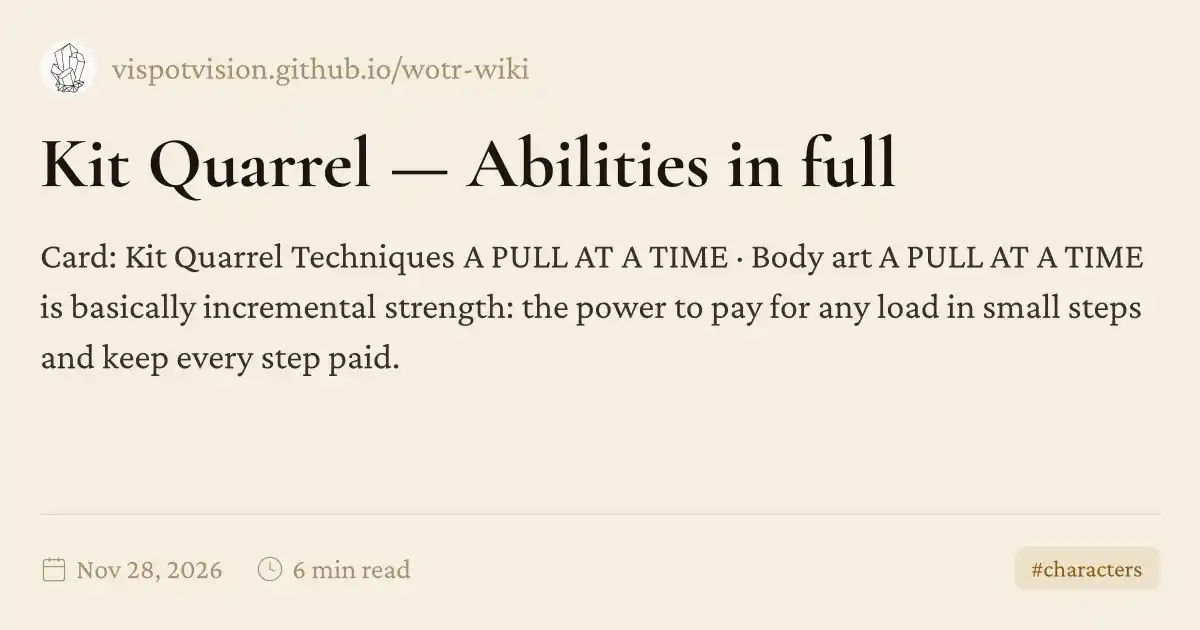 vispotvision.github.io/wotr-wiki
Kit Quarrel — Abilities in full
Card: Kit Quarrel Techniques A PULL AT A TIME · Body art A PULL AT A TIME
is basically incremental strength: the power to pay for any load in small steps
and keep every step paid.
Nov 28, 2026
6 min read
#characters